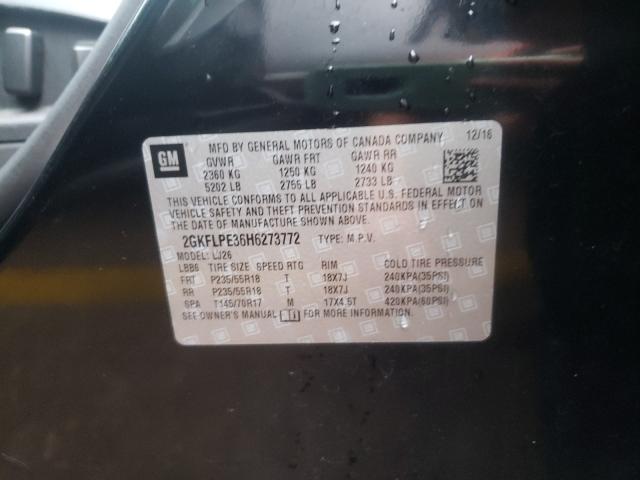 MFD BY GENERAL MOTORS OF CANADA COMPANY 12/16
GM
GVWR GAWR FRT GAWR RR
2360 KG 1250 KG 1240 KG
5202 LB 2755 LB 2733 LB
THIS VEHICLE CONFORMS TO ALL APPLICABLE U.S. FEDERAL MOTOR
VEHICLE SAFETY AND THEFT PREVENTION STANDARDS IN EFFECT ON
THE DATE OF MANUFACTURE SHOWN ABOVE.
2GKFLPE36H6273772 TYPE: M.P.V.
MODEL: LJ26
LBB6 TIRE SIZE SPEED RTG RIM COLD TIRE PRESSURE
FRT P235/55R18 T 18X7J 240KPA(35PSI)
RR P235/55R18 T 18X7J 240KPA(35PSI)
SPA T145/70R17 M 17X4.5T 420KPA(60PSI)
SEE OWNER'S MANUAL FOR MORE INFORMATION.